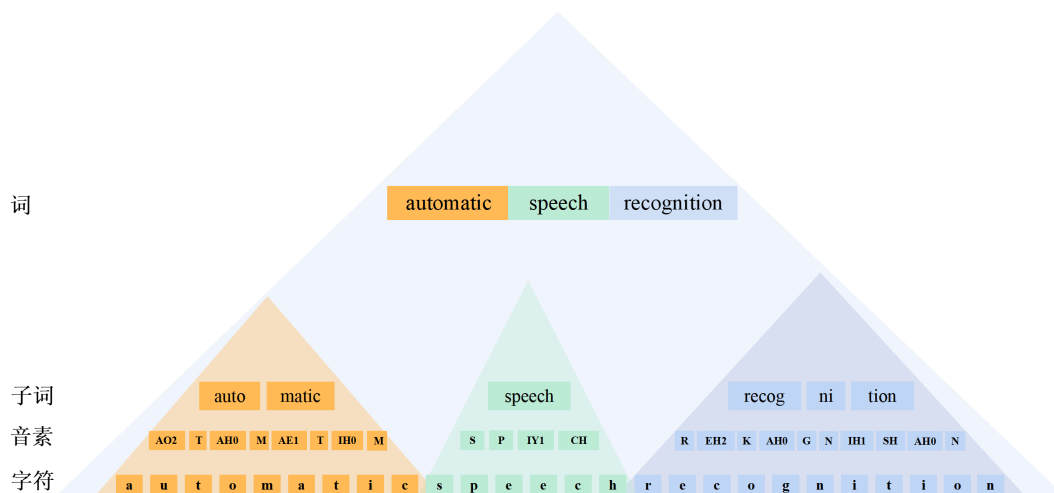 词 automatic speech recognition
子词 auto matic speech recog ni tion
音素 AO2 T AH0 M AE1 T IH0 M S P IY1 CH R EH2 K AH0 G N IH1 SH AH0 N
字符 a u t o m a t i c s p e e c h r e c o g n i t i o n